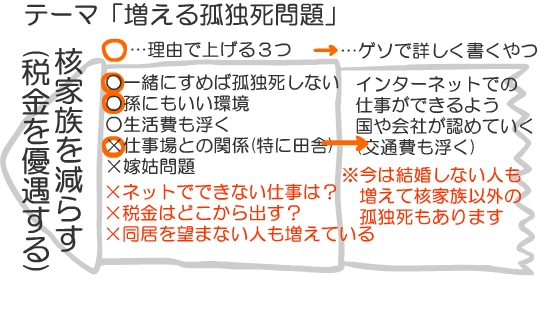 テーマ「増える孤独死問題」
核家族を減らす
(税金を優遇する)
○…理由で上げる３つ
→…ゲソで詳しく書くやつ
○一緒にすめば孤独死しない
○孫にもいい環境
○生活費も浮く
×仕事場との関係(特に田舎)
×嫁姑問題
×ネットでできない仕事は？
×税金はどこから出す？
×同居を望まない人も増えている
インターネットでの
仕事ができるよう
国や会社が認めていく
(交通費も浮く)
※今は結婚しない人も
増えて核家族以外の
孤独死もあります